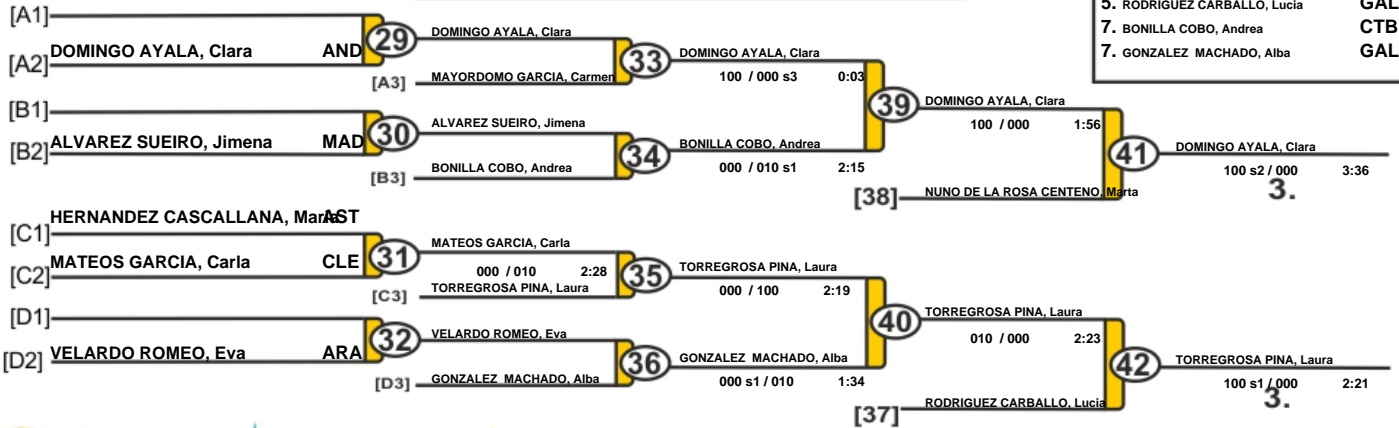 5. RODRIGUEZ CARBALLO, Lucia GAL
7. BONILLA COBO, Andrea CTB
7. GONZALEZ MACHADO, Alba GAL
[A1]
[A2] DOMINGO AYALA, Clara AND
29
DOMINGO AYALA, Clara
[A3] MAYORDOMO GARCIA, Carmen
33
DOMINGO AYALA, Clara
100 / 000 s3 0:03
[B1]
[B2] ALVAREZ SUEIRO, Jimena MAD
30
ALVAREZ SUEIRO, Jimena
[B3] BONILLA COBO, Andrea
34
BONILLA COBO, Andrea
000 / 010 s1 2:15
39
DOMINGO AYALA, Clara
100 / 000 1:56
[38] NUNO DE LA ROSA CENTENO, Marta
41
DOMINGO AYALA, Clara
100 s2 / 000 3:36
3.
[C1] HERNANDEZ CASCALLANA, Maria AST
[C2] MATEOS GARCIA, Carla CLE
31
MATEOS GARCIA, Carla
000 / 010 2:28
[C3] TORREGROSA PINA, Laura
35
TORREGROSA PINA, Laura
000 / 100 2:19
[D1]
[D2] VELARDO ROMEO, Eva ARA
32
VELARDO ROMEO, Eva
[D3] GONZALEZ MACHADO, Alba
36
GONZALEZ MACHADO, Alba
000 s1 / 010 1:34
40
TORREGROSA PINA, Laura
010 / 000 2:23
[37] RODRIGUEZ CARBALLO, Lucia
42
TORREGROSA PINA, Laura
100 s1 / 000 2:21
3.